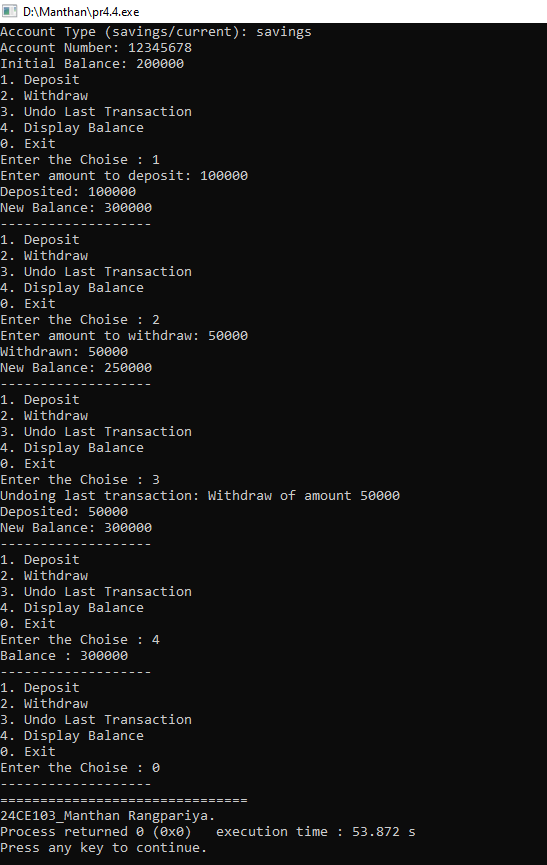 D:\Manthan\pr4.4.exe
Account Type (savings/current): savings
Account Number: 12345678
Initial Balance: 200000
1. Deposit
2. Withdraw
3. Undo Last Transaction
4. Display Balance
0. Exit
Enter the Choise : 1
Enter amount to deposit: 100000
Deposited: 100000
New Balance: 300000
-------------------
1. Deposit
2. Withdraw
3. Undo Last Transaction
4. Display Balance
0. Exit
Enter the Choise : 2
Enter amount to withdraw: 50000
Withdrawn: 50000
New Balance: 250000
-------------------
1. Deposit
2. Withdraw
3. Undo Last Transaction
4. Display Balance
0. Exit
Enter the Choise : 3
Undoing last transaction: Withdraw of amount 50000
Deposited: 50000
New Balance: 300000
-------------------
1. Deposit
2. Withdraw
3. Undo Last Transaction
4. Display Balance
0. Exit
Enter the Choise : 4
Balance : 300000
-------------------
1. Deposit
2. Withdraw
3. Undo Last Transaction
4. Display Balance
0. Exit
Enter the Choise : 0
-------------------
===============================
24CE103_Manthan Rangpariya.
Process returned 0 (0x0)   execution time : 53.872 s
Press any key to continue.